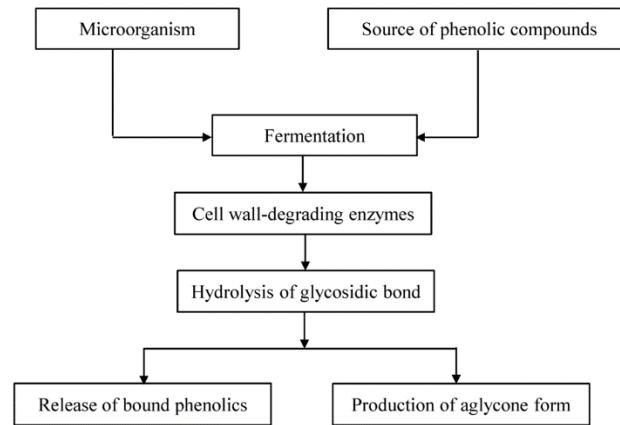 Microorganism
Source of phenolic compounds
Fermentation
Cell wall-degrading enzymes
Hydrolysis of glycosidic bond
Release of bound phenolics
Production of aglycone form